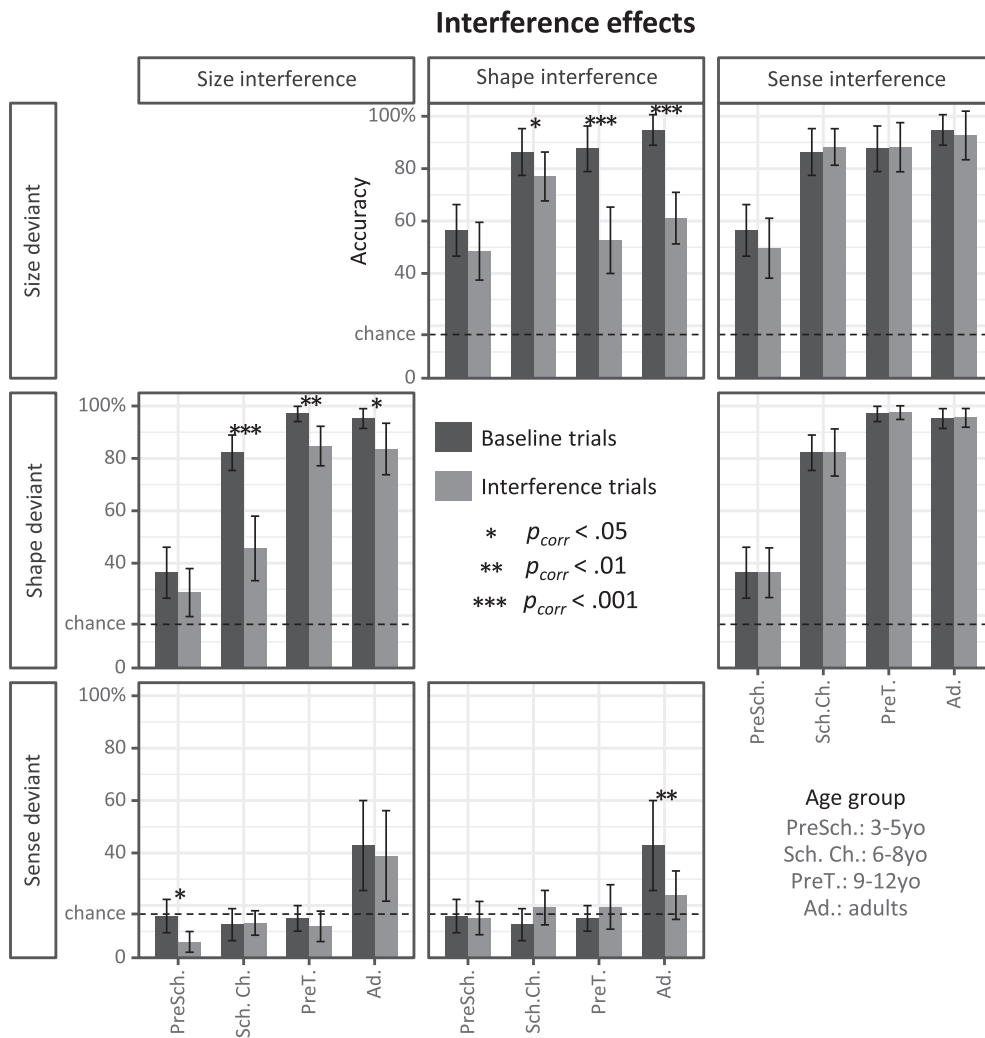 Interference effects
Size interference
Shape interference
Sense interference
Size deviant
Accuracy
100%
80
60
40
chance
0
*
***
***
Shape deviant
100%
80
60
40
chance
0
***
**
*
Baseline trials
Interference trials
* pcorr < .05
** pcorr < .01
*** pcorr < .001
PreSch.
Sch.Ch.
PreT.
Ad.
Sense deviant
100%
80
60
40
chance
0
*
**
PreSch.
Sch. Ch.
PreT.
Ad.
PreSch.
Sch.Ch.
PreT.
Ad.
Age group
PreSch.: 3-5yo
Sch. Ch.: 6-8yo
PreT.: 9-12yo
Ad.: adults